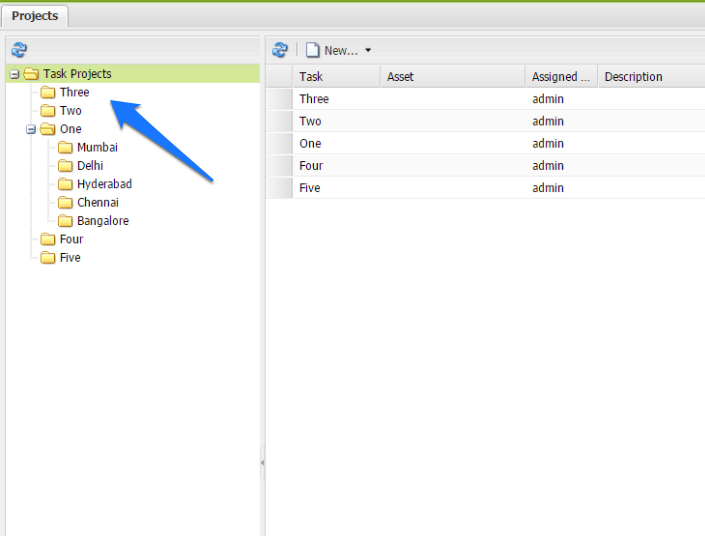 Projects
New...
Task Projects
Three
Two
One
Mumbai
Delhi
Hyderabad
Chennai
Bangalore
Four
Five
Task Asset Assigned ... Description
Three admin
Two admin
One admin
Four admin
Five admin